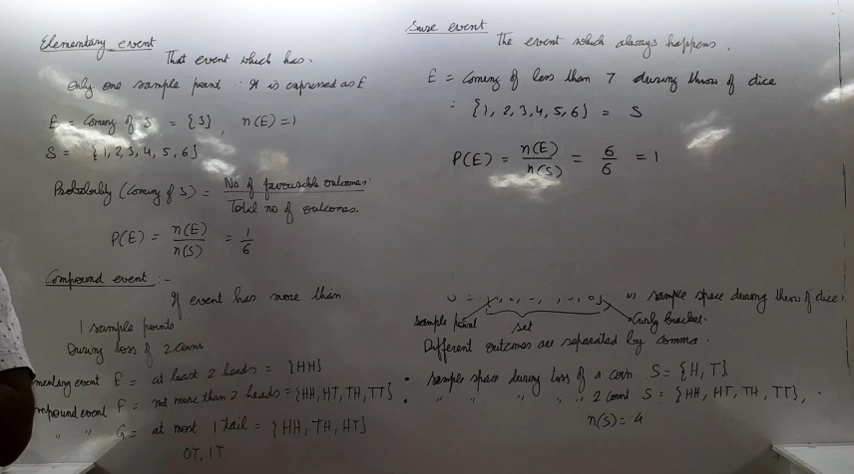 Elementary event
That event which has
Only one sample point ∵ It is expressed as E
E = Coming of 5 = {5}, n(E) = 1
S = {1, 2, 3, 4, 5, 6}
Probability (Coming of 5) = No of favourable outcomes / Total no of outcomes.
P(E) = n(E)/n(S) = 1/6
Compound event :-
If event has more than
1 sample points
During toss of 2 coins
mentary event E = at least 2 heads = {HH}
ompound event F = not more than 2 heads = {HH, HT, TH, TT}
" " G = at most 1 tail = {HH, TH, HT}
0T, 1T
Sure event
The event which always happens.
E = Coming of less than 7 during throw of dice
= {1, 2, 3, 4, 5, 6} = S
P(E) = n(E)/n(S) = 6/6 = 1
sample space during throw of dice.
sample point set Curly bracket.
Different outcomes are separated by comma.
• sample space during toss of a coin S = {H, T}
• " " " " 2 coins S = {HH, HT, TH, TT},
n(S) = 4